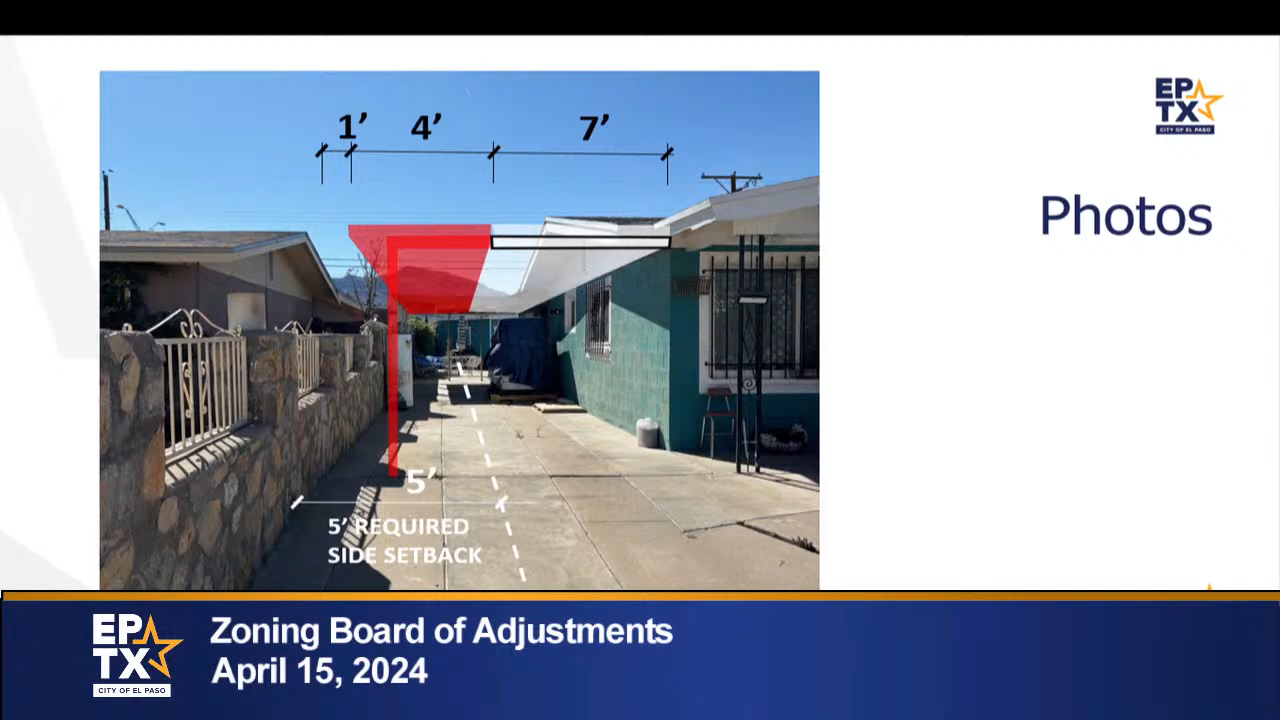 1’ 4’ 7’
EP
TX
CITY OF EL PASO
Photos
5’
5’ REQUIRED
SIDE SETBACK
EP
TX
CITY OF EL PASO
Zoning Board of Adjustments
April 15, 2024